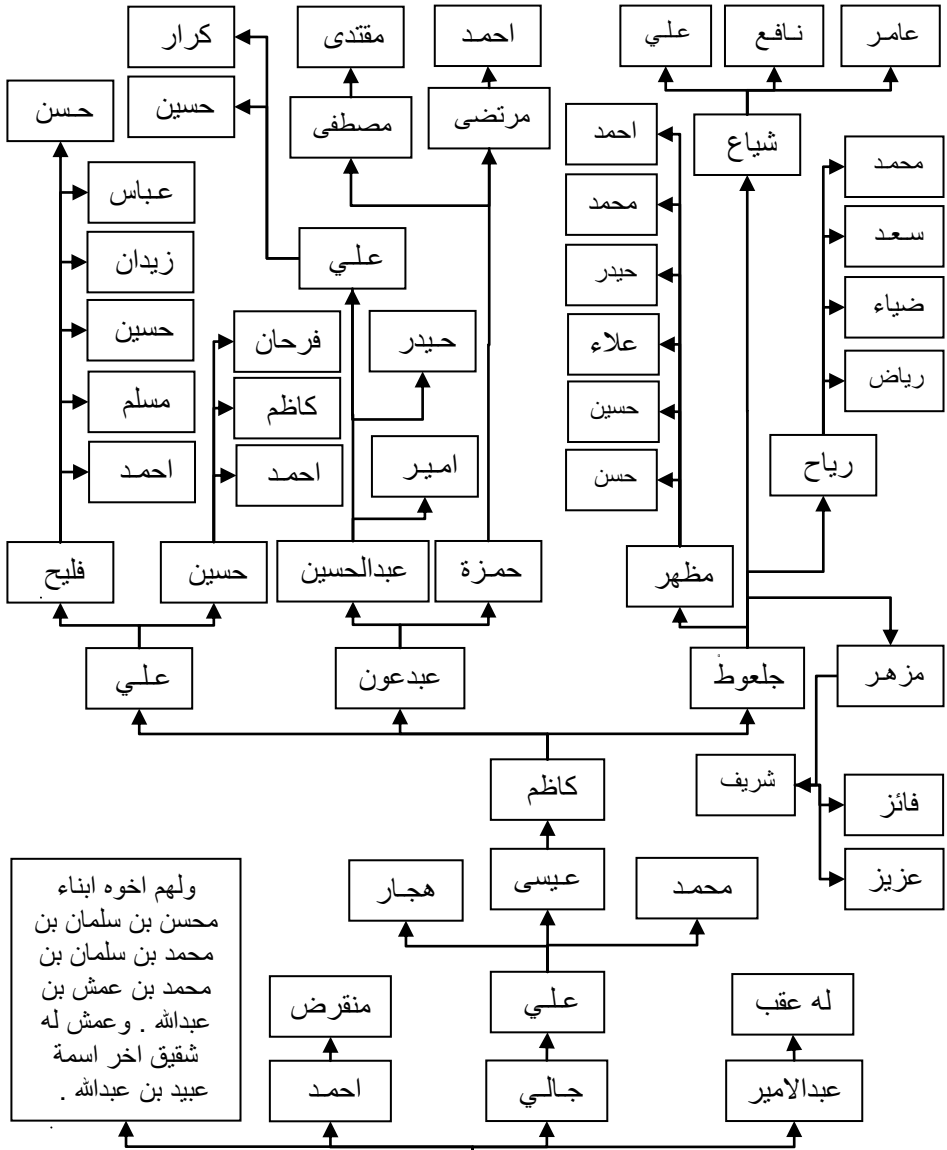 عامر
نافع
علي
احمد
مقتدى
كرار
حسين
حسن
مرتضى
مصطفى
شياع
احمد
محمد
محمد
سعد
ضياء
رياض
حيدر
علاء
حسين
حسن
عباس
زيدان
حسين
مسلم
احمد
علي
حيدر
فرحان
كاظم
احمد
امير
رياح
مظهر
حمزة
عبدالحسين
حسين
فليح
مزهر
جلعوط
عبدعون
علي
شريف
فائز
عزيز
كاظم
عيسى
هجار
محمد
علي
له عقب
منقرض
عبدالامير
جالي
احمد
ولهم اخوه ابناء
محسن بن سلمان بن
محمد بن سلمان بن
محمد بن عمش بن
عبدالله . وعمش له
شقيق اخر اسمة
عبيد بن عبدالله .